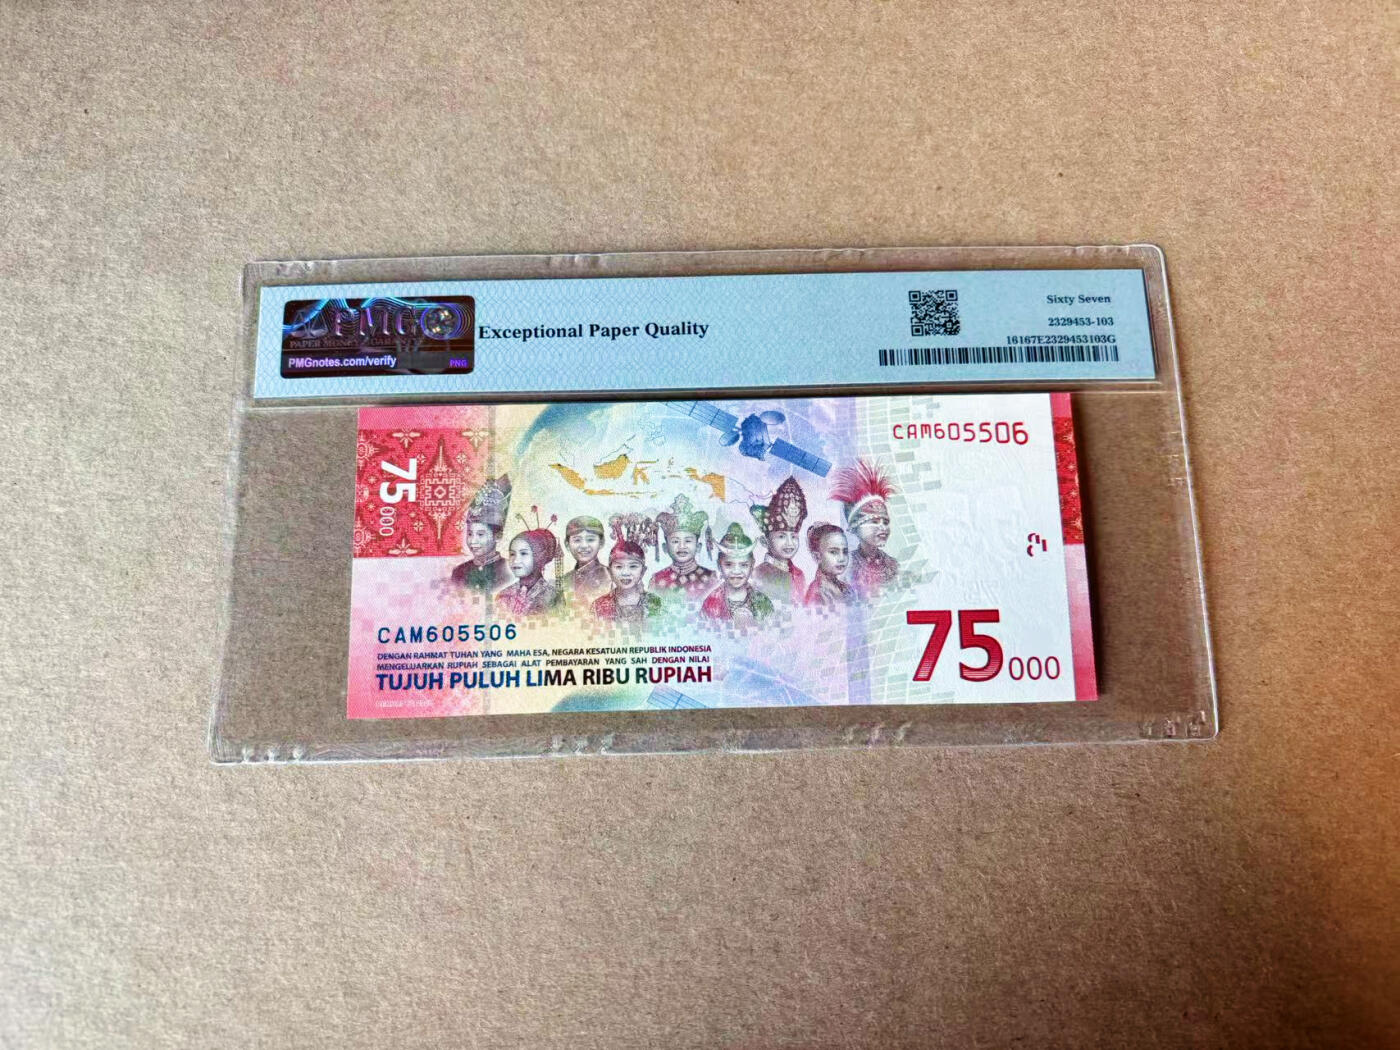 PMG
PAPER MONEY GUARANTY
PMGnotes.com/verify
PNG
Exceptional Paper Quality
Sixty Seven
2329453-103
16167E2329453103G
75
000
CAM605506
CAM605506
DENGAN RAHMAT TUHAN YANG MAHA ESA, NEGARA KESATUAN REPUBLIK INDONESIA
MENGELUARKAN RUPIAH SEBAGAI ALAT PEMBAYARAN YANG SAH DENGAN NILAI
TUJUH PULUH LIMA RIBU RUPIAH
75000